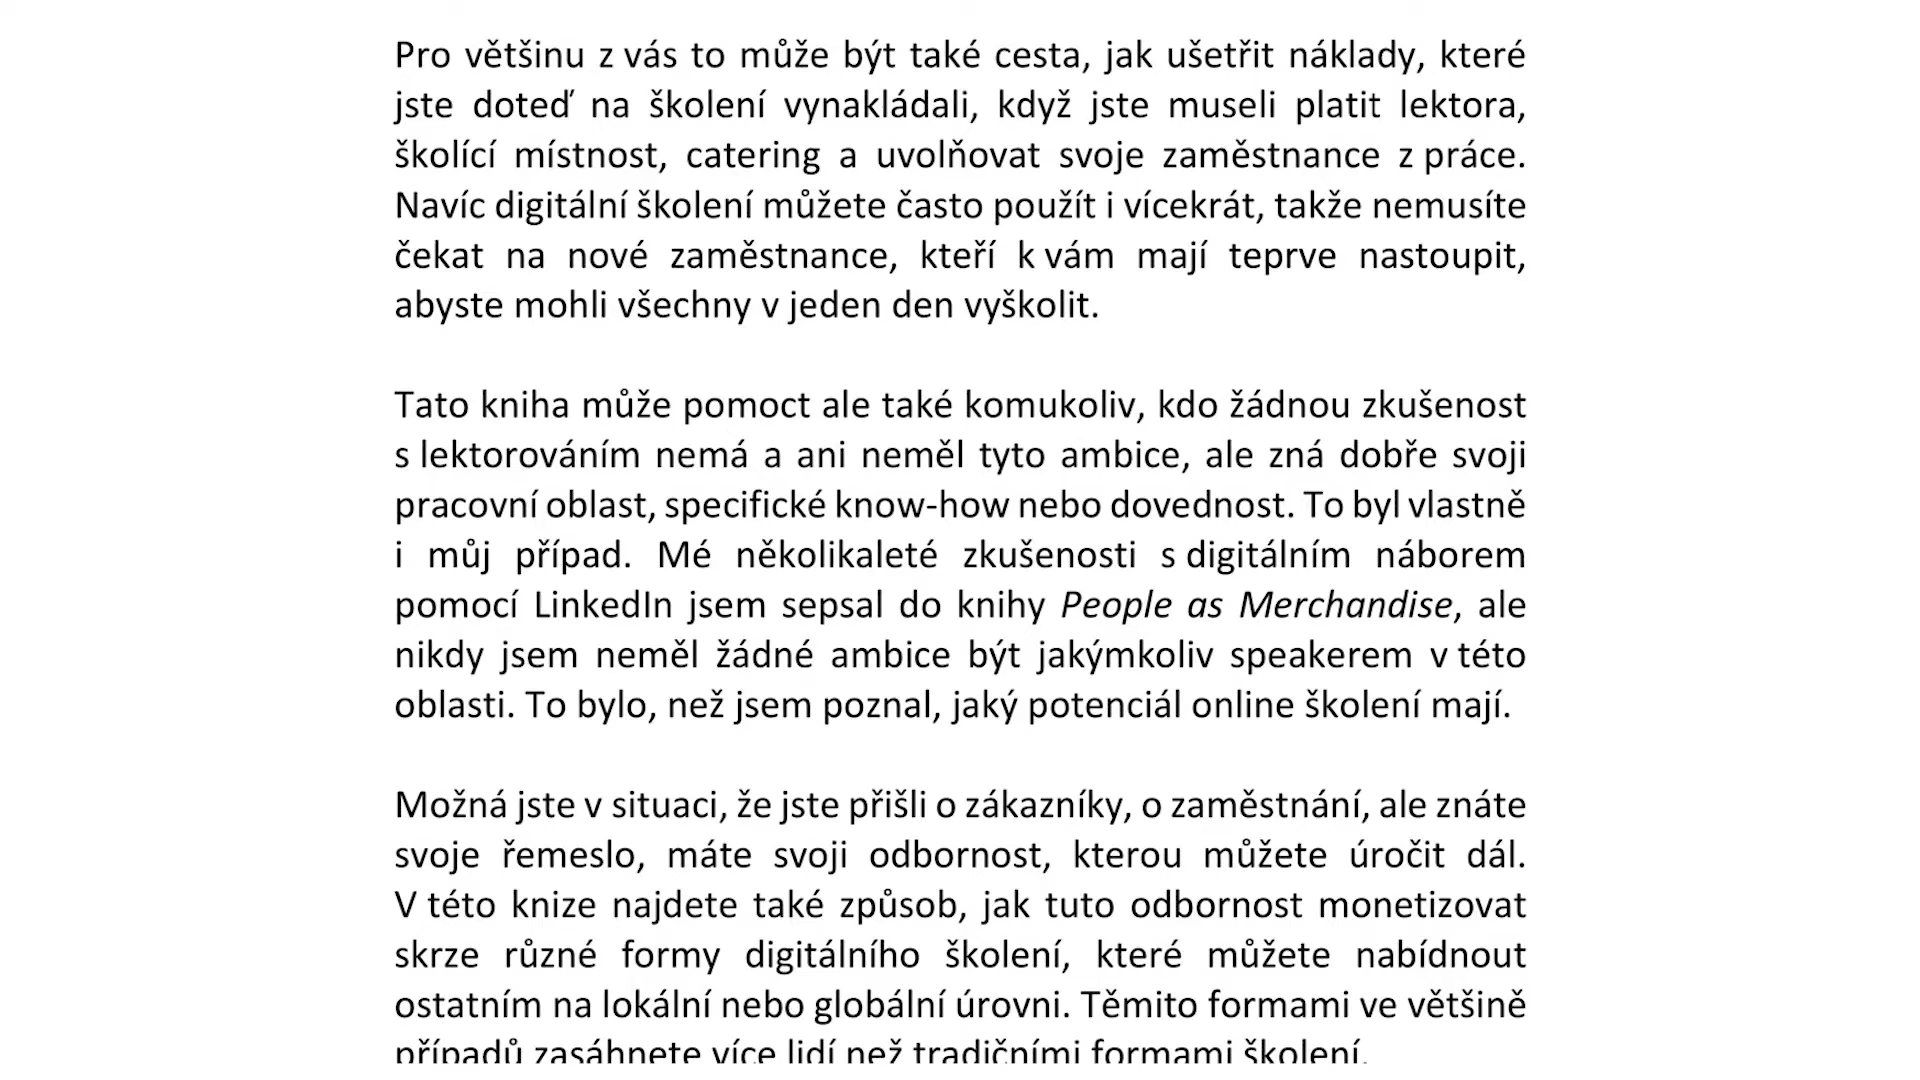 Pro většinu z vás to může být také cesta, jak ušetřit náklady, které
jste doteď na školení vynakládali, když jste museli platit lektora,
školící místnost, catering a uvolňovat svoje zaměstnance z práce.
Navíc digitální školení můžete často použít i vícekrát, takže nemusíte
čekat na nové zaměstnance, kteří k vám mají teprve nastoupit,
abyste mohli všechny v jeden den vyškolit.
Tato kniha může pomoct ale také komukoliv, kdo žádnou zkušenost
s lektorováním nemá a ani neměl tyto ambice, ale zná dobře svoji
pracovní oblast, specifické know-how nebo dovednost. To byl vlastně
i můj případ. Mé několikaleté zkušenosti s digitálním náborem
pomocí LinkedIn jsem sepsal do knihy People as Merchandise, ale
nikdy jsem neměl žádné ambice být jakýmkoliv speakerem v této
oblasti. To bylo, než jsem poznal, jaký potenciál online školení mají.
Možná jste v situaci, že jste přišli o zákazníky, o zaměstnání, ale znáte
svoje řemeslo, máte svoji odbornost, kterou můžete úročit dál.
V této knize najdete také způsob, jak tuto odbornost monetizovat
skrze různé formy digitálního školení, které můžete nabídnout
ostatním na lokální nebo globální úrovni. Těmito formami ve většině
případů zasáhnete více lidí než tradičními formami školení.